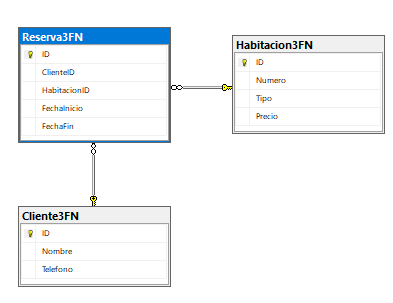 Reserva3FN
ID
ClienteID
HabitacionID
FechaInicio
FechaFin
Habitacion3FN
ID
Numero
Tipo
Precio
Cliente3FN
ID
Nombre
Telefono